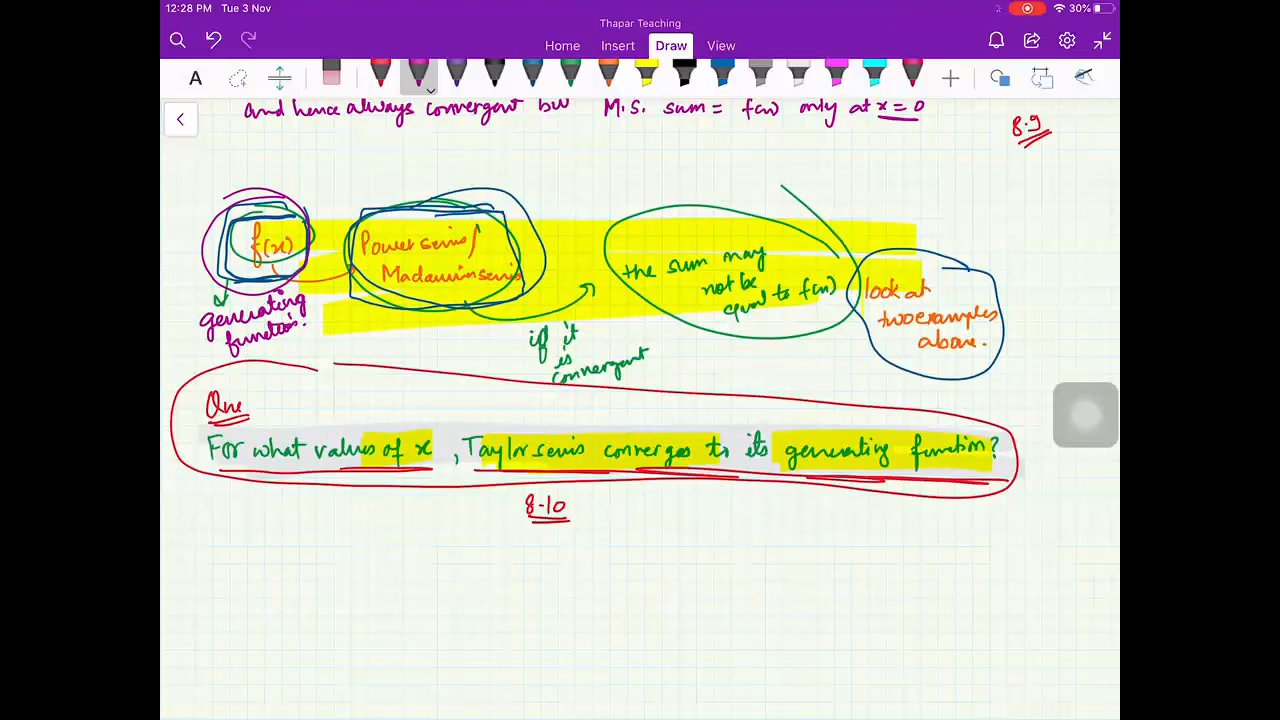 12:28 PM Tue 3 Nov
30%
Thapar Teaching
Home Insert Draw View
A
and hence always convergent but M.S. sum = f(x) only at x = 0
8.9
f(x)
Power series/
Maclaurin series
the sum may
not be
equal to f(x)
look at
two examples
above.
generating
function.
if it
is
convergent
One
For what values of x, Taylor series converges to its generating function?
8.10